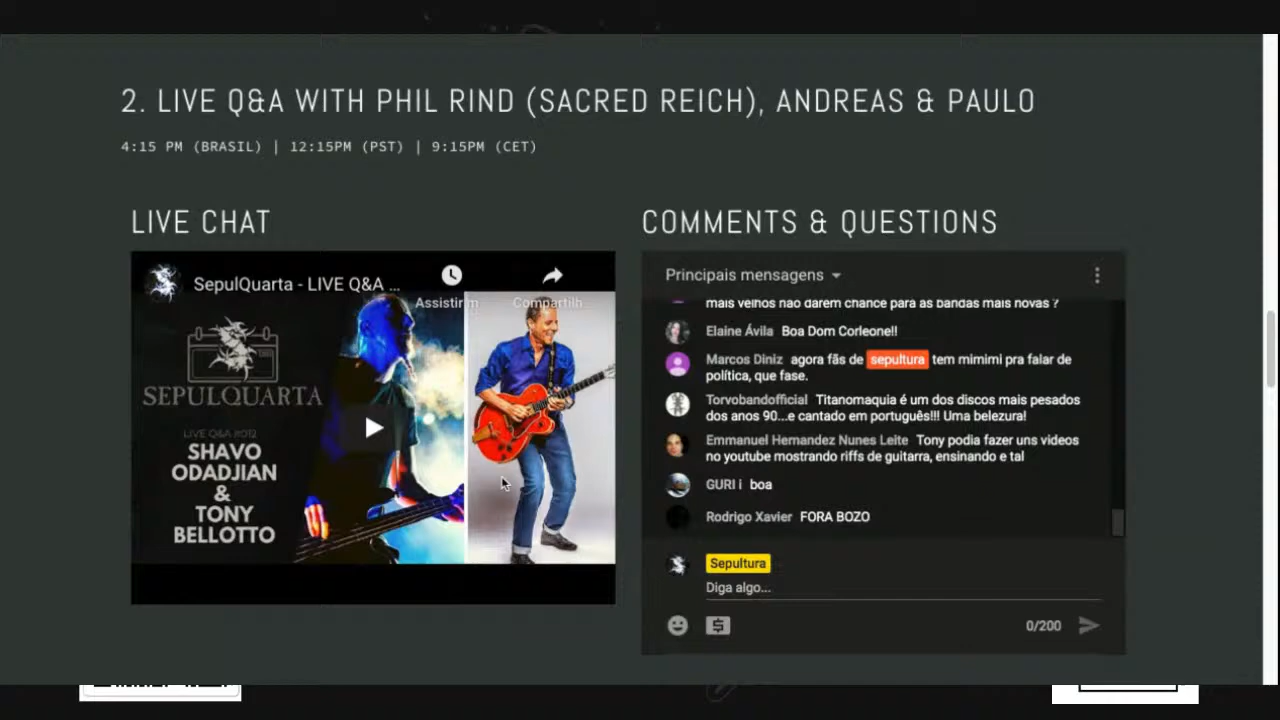 2. LIVE Q&A WITH PHIL RIND (SACRED REICH), ANDREAS & PAULO
4:15 PM (BRASIL) | 12:15PM (PST) | 9:15PM (CET)
LIVE CHAT
SepulQuarta - LIVE Q&A ...
Assistir m
Compartilh...
SEPULQUARTA
LIVE Q&A #012
SHAVO
ODADJIAN
&
TONY
BELLOTTO
COMMENTS & QUESTIONS
Principais mensagens
mais velhos não darem chance para as bandas mais novas ?
Elaine Ávila Boa Dom Corleone!!
Marcos Diniz agora fãs de sepultura tem mimimi pra falar de
política, que fase.
Torvobandofficial Titanomaquia é um dos discos mais pesados
dos anos 90...e cantado em português!!! Uma belezura!
Emmanuel Hernandez Nunes Leite Tony podia fazer uns videos
no youtube mostrando riffs de guitarra, ensinando e tal
GURI i boa
Rodrigo Xavier FORA BOZO
Sepultura
Diga algo...
0/200